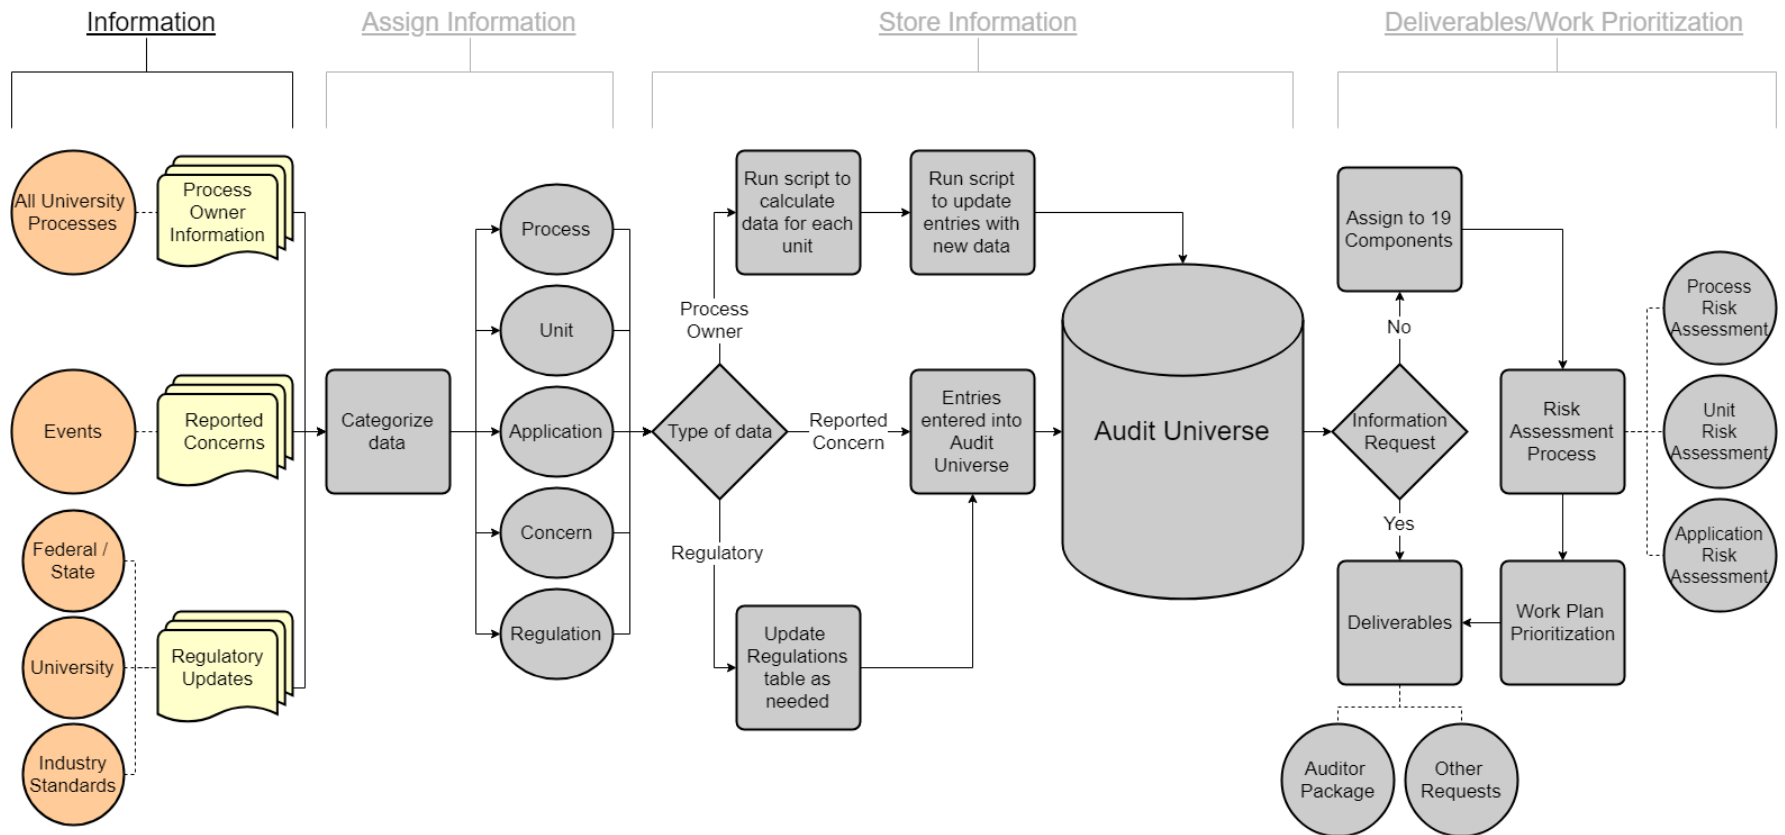 Information
Assign Information
Store Information
Deliverables/Work Prioritization
All University
Processes
Process
Owner
Information
Events
Reported
Concerns
Federal /
State
University
Industry
Standards
Regulatory
Updates
Categorize
data
Process
Unit
Application
Concern
Regulation
Type of data
Process
Owner
Reported
Concern
Regulatory
Run script to
calculate
data for each
unit
Run script
to update
entries with
new data
Entries
entered into
Audit
Universe
Update
Regulations
table as
needed
Audit Universe
Information
Request
No
Yes
Assign to 19
Components
Risk
Assessment
Process
Process
Risk
Assessment
Unit
Risk
Assessment
Application
Risk
Assessment
Work Plan
Prioritization
Deliverables
Auditor
Package
Other
Requests